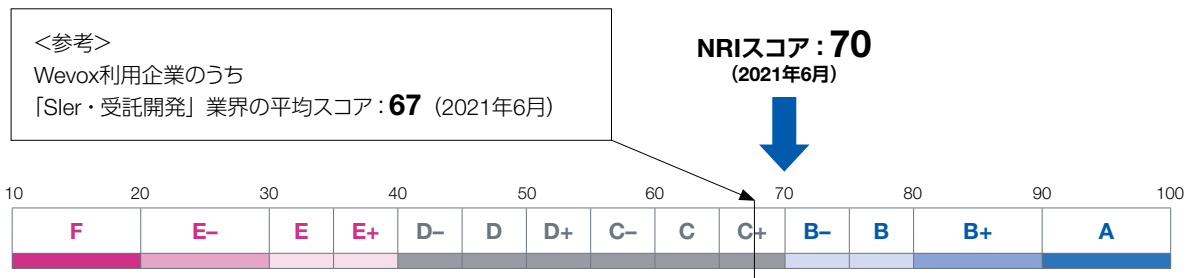 <参考>
Wevox利用企業のうち
「SIer・受託開発」業界の平均スコア：67（2021年6月）
NRIスコア：70
（2021年6月）
10 20 30 40 50 60 70 80 90 100
F E– E E+ D– D D+ C– C C+ B– B B+ A